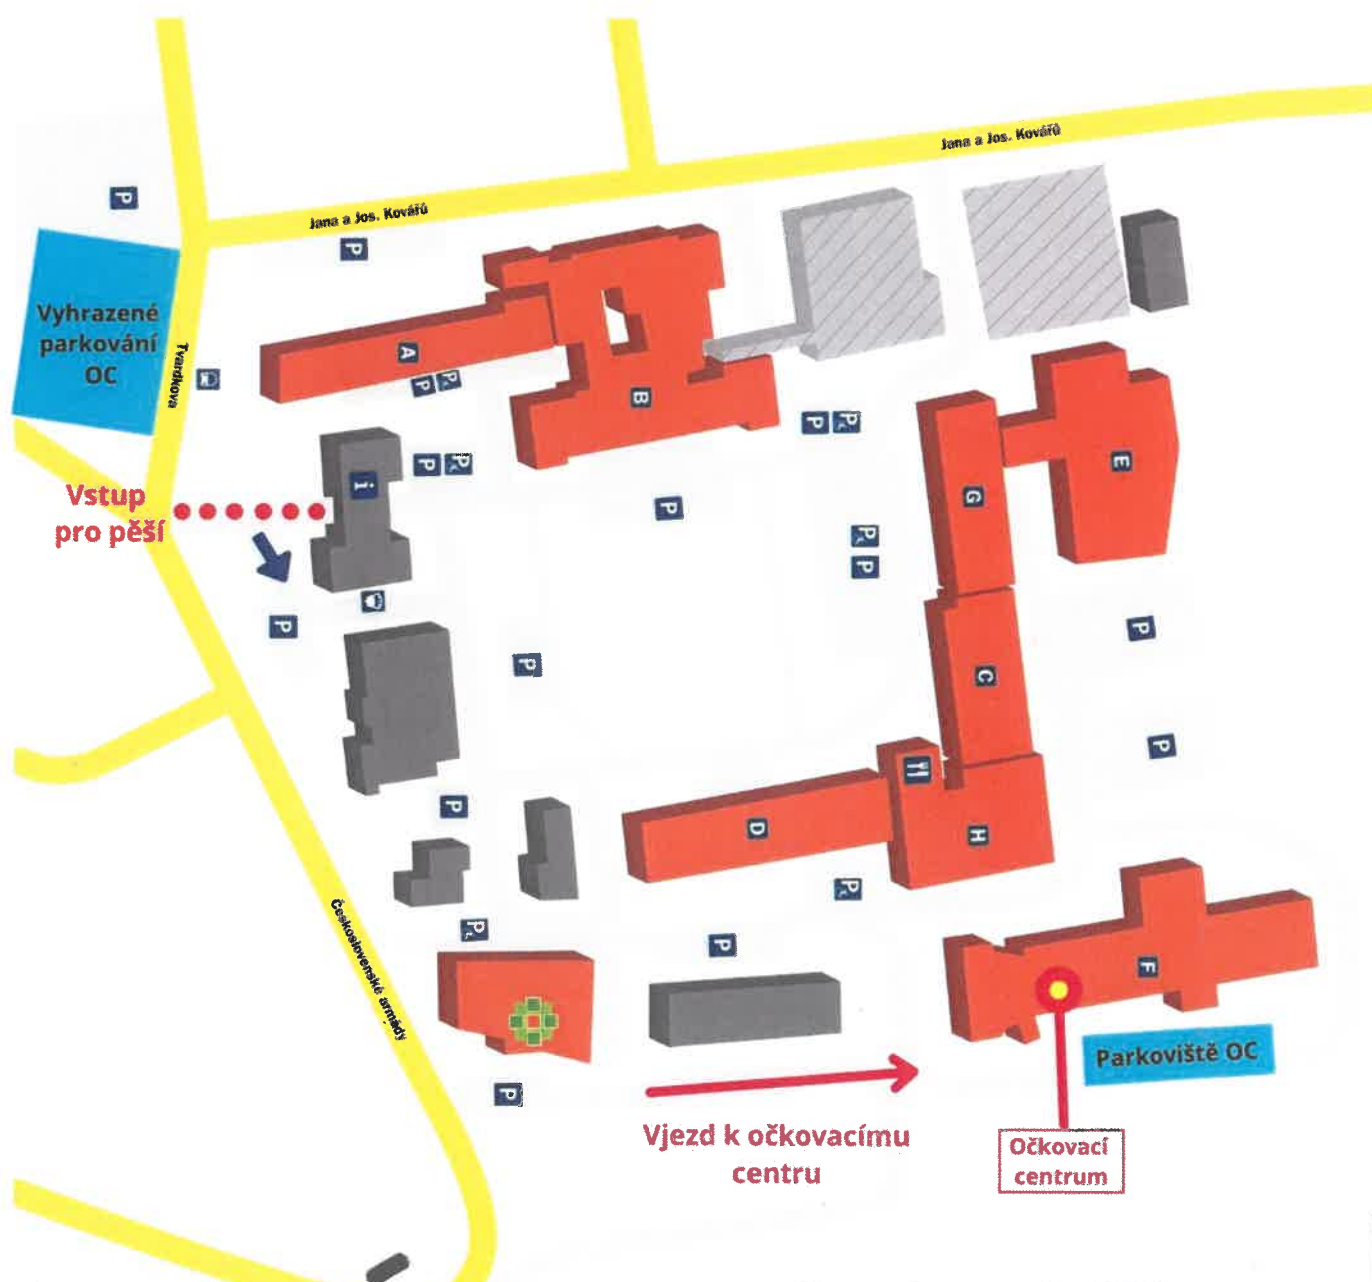 Jana a Jos. Kovářů
Jana a Jos. Kovářů
P
P
Vyhrazené
parkování
OC
Tvardkova
A
P
P
B
P
P
E
P
P
i
G
Vstup
pro pěší
P
P
P
P
P
P
C
P
P
D
H
P
P
Československé armády
P
P
F
Parkoviště OC
P
Vjezd k očkovacímu
centru
Očkovací
centrum